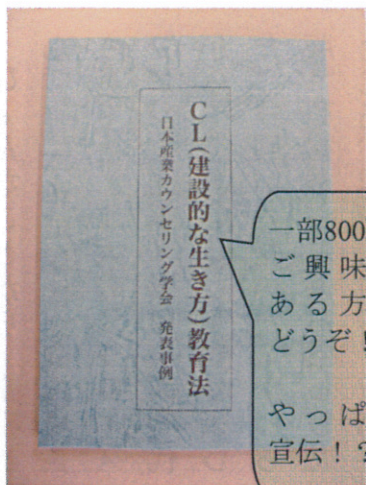 CL(建設的な生き方)教育法
日本産業カウンセリング学会 発表事例
一部800
ご興味
ある方
どうぞ!
やっぱ
宣伝!?